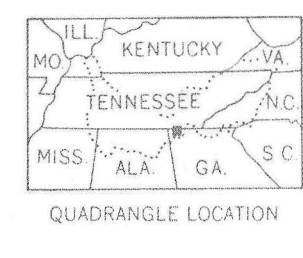 ILL.
KENTUCKY
MO.
VA.
TENNESSEE
N.C.
MISS.
ALA.
GA.
S.C.
QUADRANGLE LOCATION